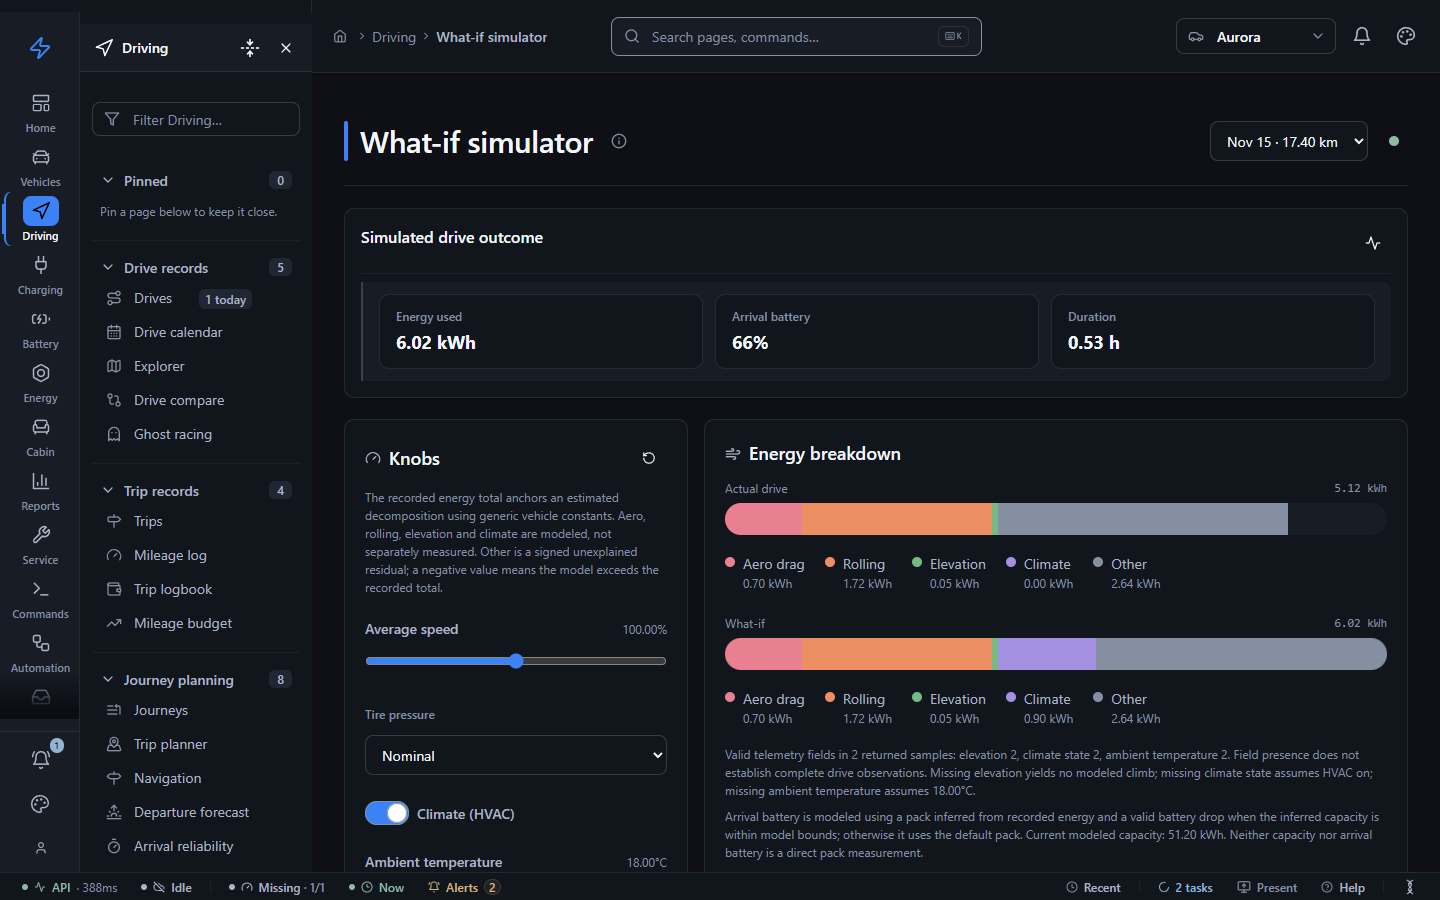 Home
Vehicles
Driving
Charging
Battery
Energy
Cabin
Reports
Service
Commands
Automation
1
Driving
Filter Driving...
Pinned 0
Pin a page below to keep it close.
Drive records 5
Drives 1 today
Drive calendar
Explorer
Drive compare
Ghost racing
Trip records 4
Trips
Mileage log
Trip logbook
Mileage budget
Journey planning 8
Journeys
Trip planner
Navigation
Departure forecast
Arrival reliability
Driving What-if simulator
Search pages, commands... K
Aurora
What-if simulator
Nov 15 · 17.40 km
Simulated drive outcome
Energy used
6.02 kWh
Arrival battery
66%
Duration
0.53 h
Knobs
The recorded energy total anchors an estimated
decomposition using generic vehicle constants. Aero,
rolling, elevation and climate are modeled, not
separately measured. Other is a signed unexplained
residual; a negative value means the model exceeds the
recorded total.
Average speed 100.00%
Tire pressure
Nominal
Climate (HVAC)
Ambient temperature 18.00°C
Energy breakdown
Actual drive 5.12 kWh
Aero drag Rolling Elevation Climate Other
0.70 kWh 1.72 kWh 0.05 kWh 0.00 kWh 2.64 kWh
What-if 6.02 kWh
Aero drag Rolling Elevation Climate Other
0.70 kWh 1.72 kWh 0.05 kWh 0.90 kWh 2.64 kWh
Valid telemetry fields in 2 returned samples: elevation 2, climate state 2, ambient temperature 2. Field presence does not
establish complete drive observations. Missing elevation yields no modeled climb; missing climate state assumes HVAC on;
missing ambient temperature assumes 18.00°C.
Arrival battery is modeled using a pack inferred from recorded energy and a valid battery drop when the inferred capacity is
within model bounds; otherwise it uses the default pack. Current modeled capacity: 51.20 kWh. Neither capacity nor arrival
battery is a direct pack measurement.
API · 388ms Idle Missing · 1/1 Now Alerts 2 Recent 2 tasks Present Help